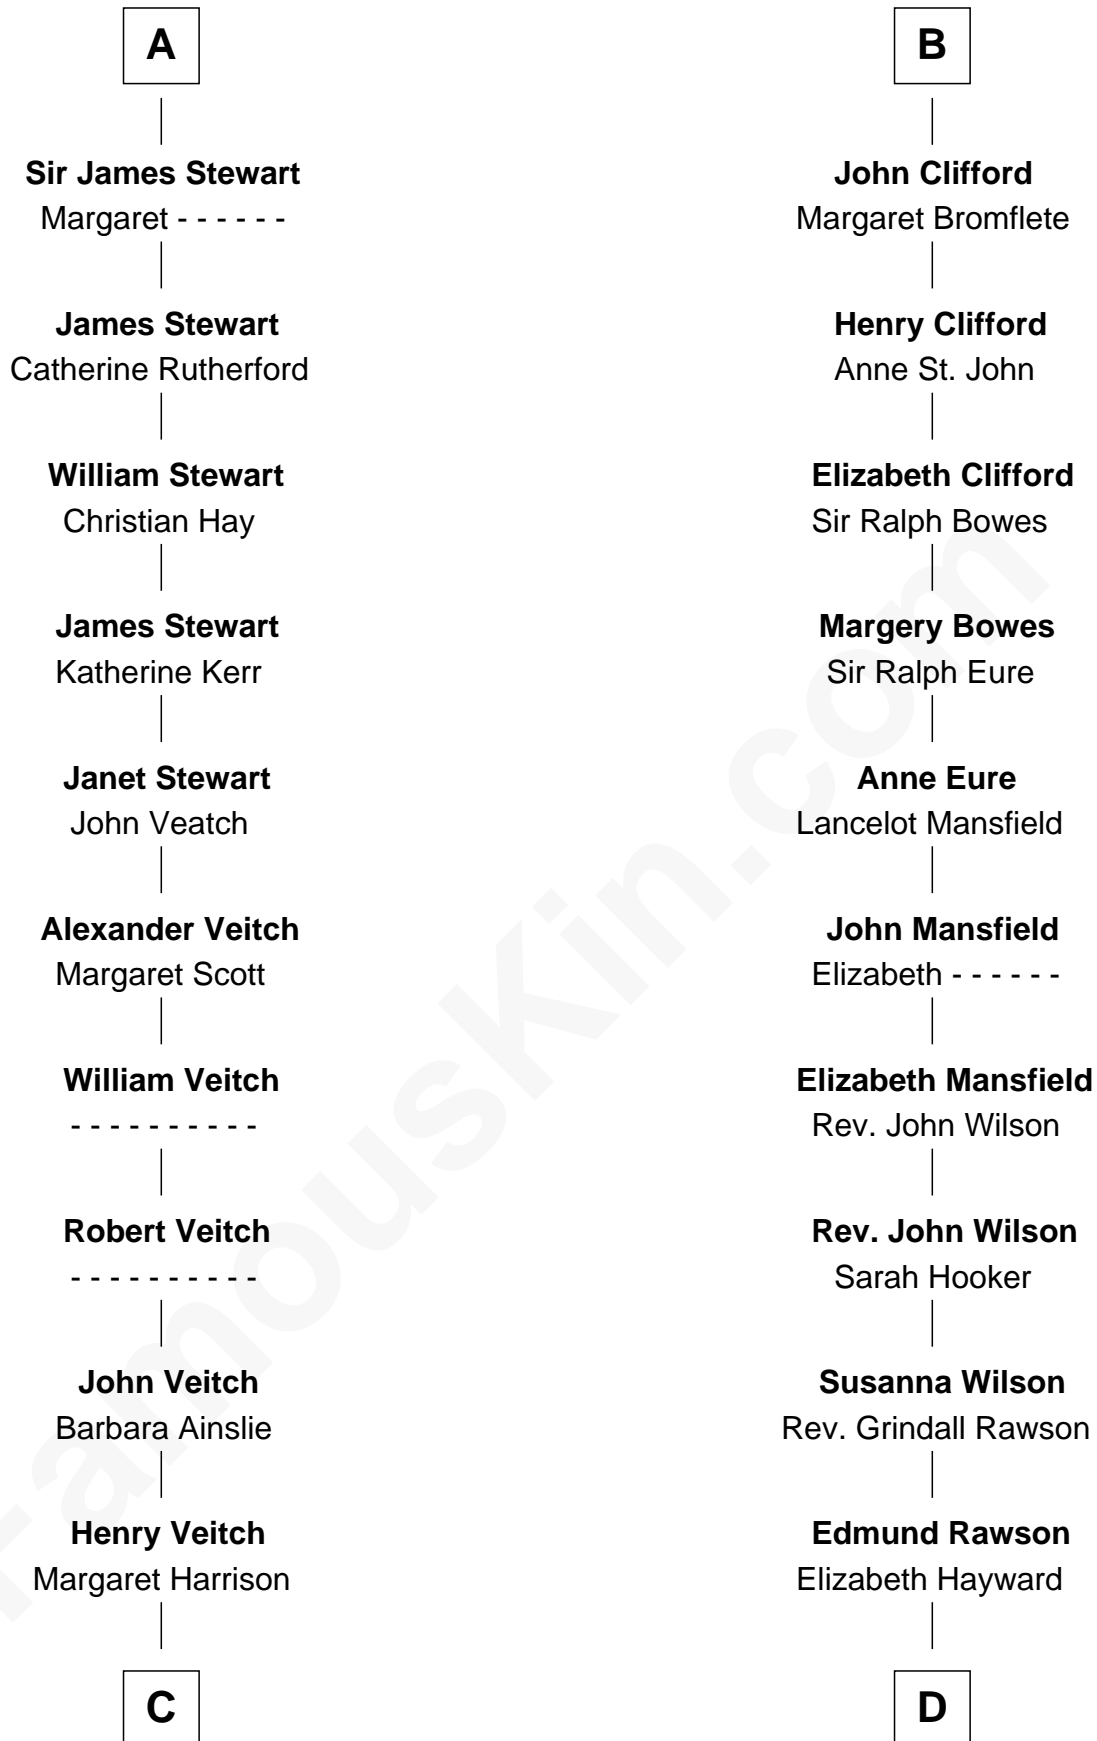 A
Sir James Stewart
Margaret - - - - - -
James Stewart
Catherine Rutherford
William Stewart
Christian Hay
James Stewart
Katherine Kerr
Janet Stewart
John Veatch
Alexander Veitch
Margaret Scott
William Veitch
- - - - - - - - - -
Robert Veitch
- - - - - - - - - -
John Veitch
Barbara Ainslie
Henry Veitch
Margaret Harrison
C
B
John Clifford
Margaret Bromflete
Henry Clifford
Anne St. John
Elizabeth Clifford
Sir Ralph Bowes
Margery Bowes
Sir Ralph Eure
Anne Eure
Lancelot Mansfield
John Mansfield
Elizabeth - - - - - -
Elizabeth Mansfield
Rev. John Wilson
Rev. John Wilson
Sarah Hooker
Susanna Wilson
Rev. Grindall Rawson
Edmund Rawson
Elizabeth Hayward
D
FamousKin.com